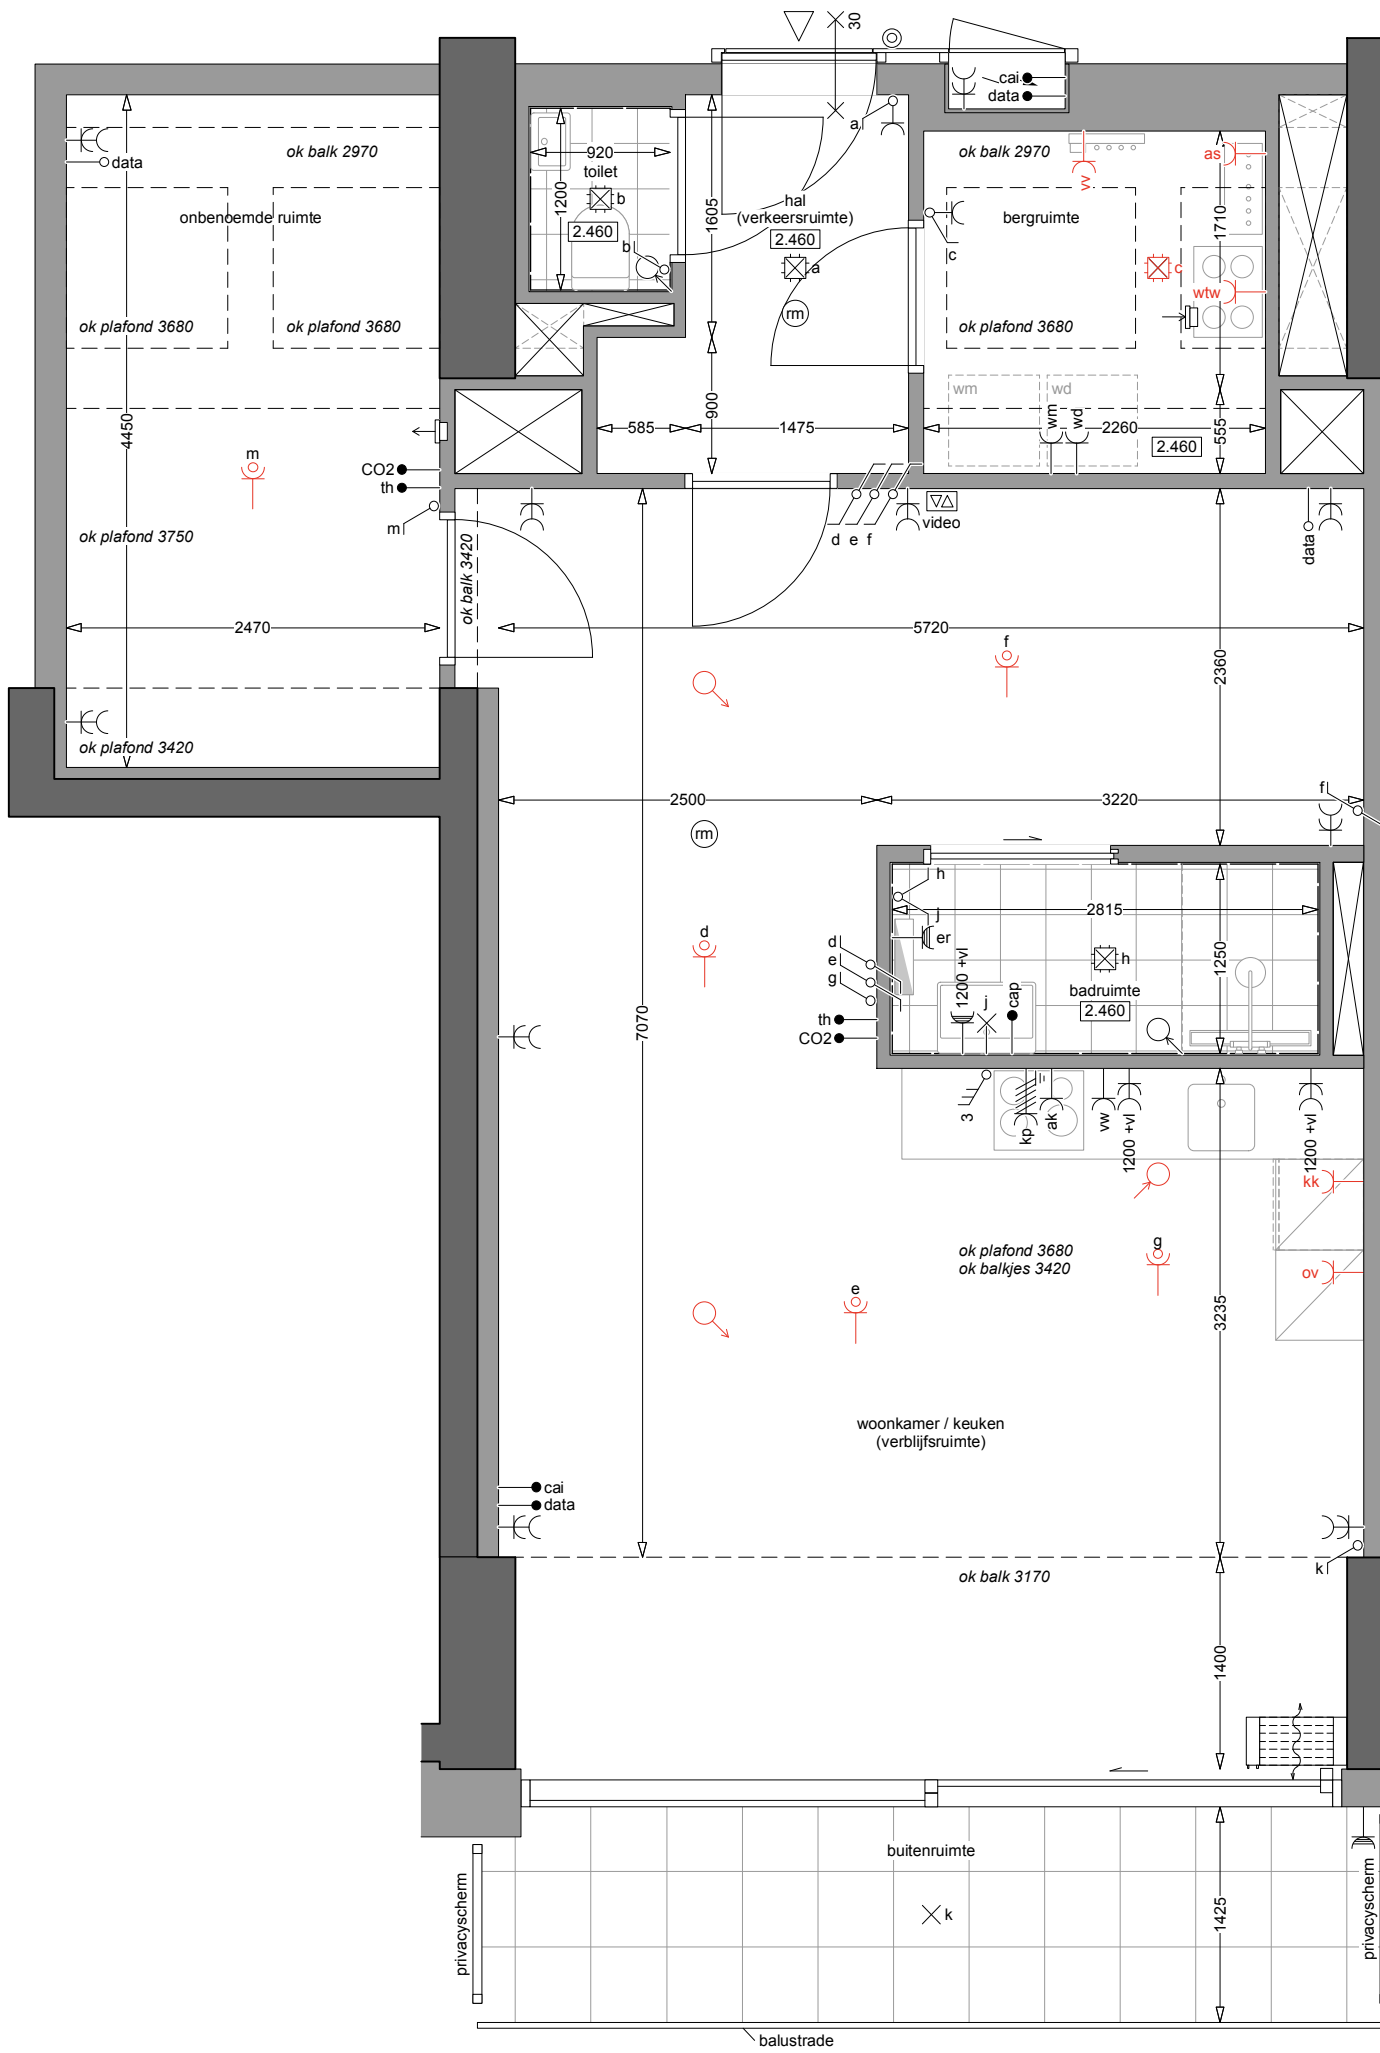 30
cai
data
a
ok balk 2970
data
onbenoemde ruimte
920
toilet
1200
b
2.460
b
1605
hal
(verkeersruimte)
2.460
a
rm
ok balk 2970
vv
as
bergruimte
c
1710
c
wtw
ok plafond 3680
ok plafond 3680
ok plafond 3680
4450
900
585
1475
wm
wd
wm
wd
2260
2.460
555
m
CO2
th
m
ok plafond 3750
ok balk 3420
d e f
video
data
2470
5720
2360
f
ok plafond 3420
2500
3220
f
rm
h
j
er
2815
d
d
e
g
th
CO2
1200 +vl
j
cap
h
badruimte
2.460
1250
7070
3
kp
ak
vw
1200 +vl
1200 +vl
kk
ov
g
ok plafond 3680
ok balkjes 3420
e
3235
woonkamer / keuken
(verblijfsruimte)
cai
data
k
ok balk 3170
1400
buitenruimte
k
1425
privacyscherm
privacyscherm
balustrade